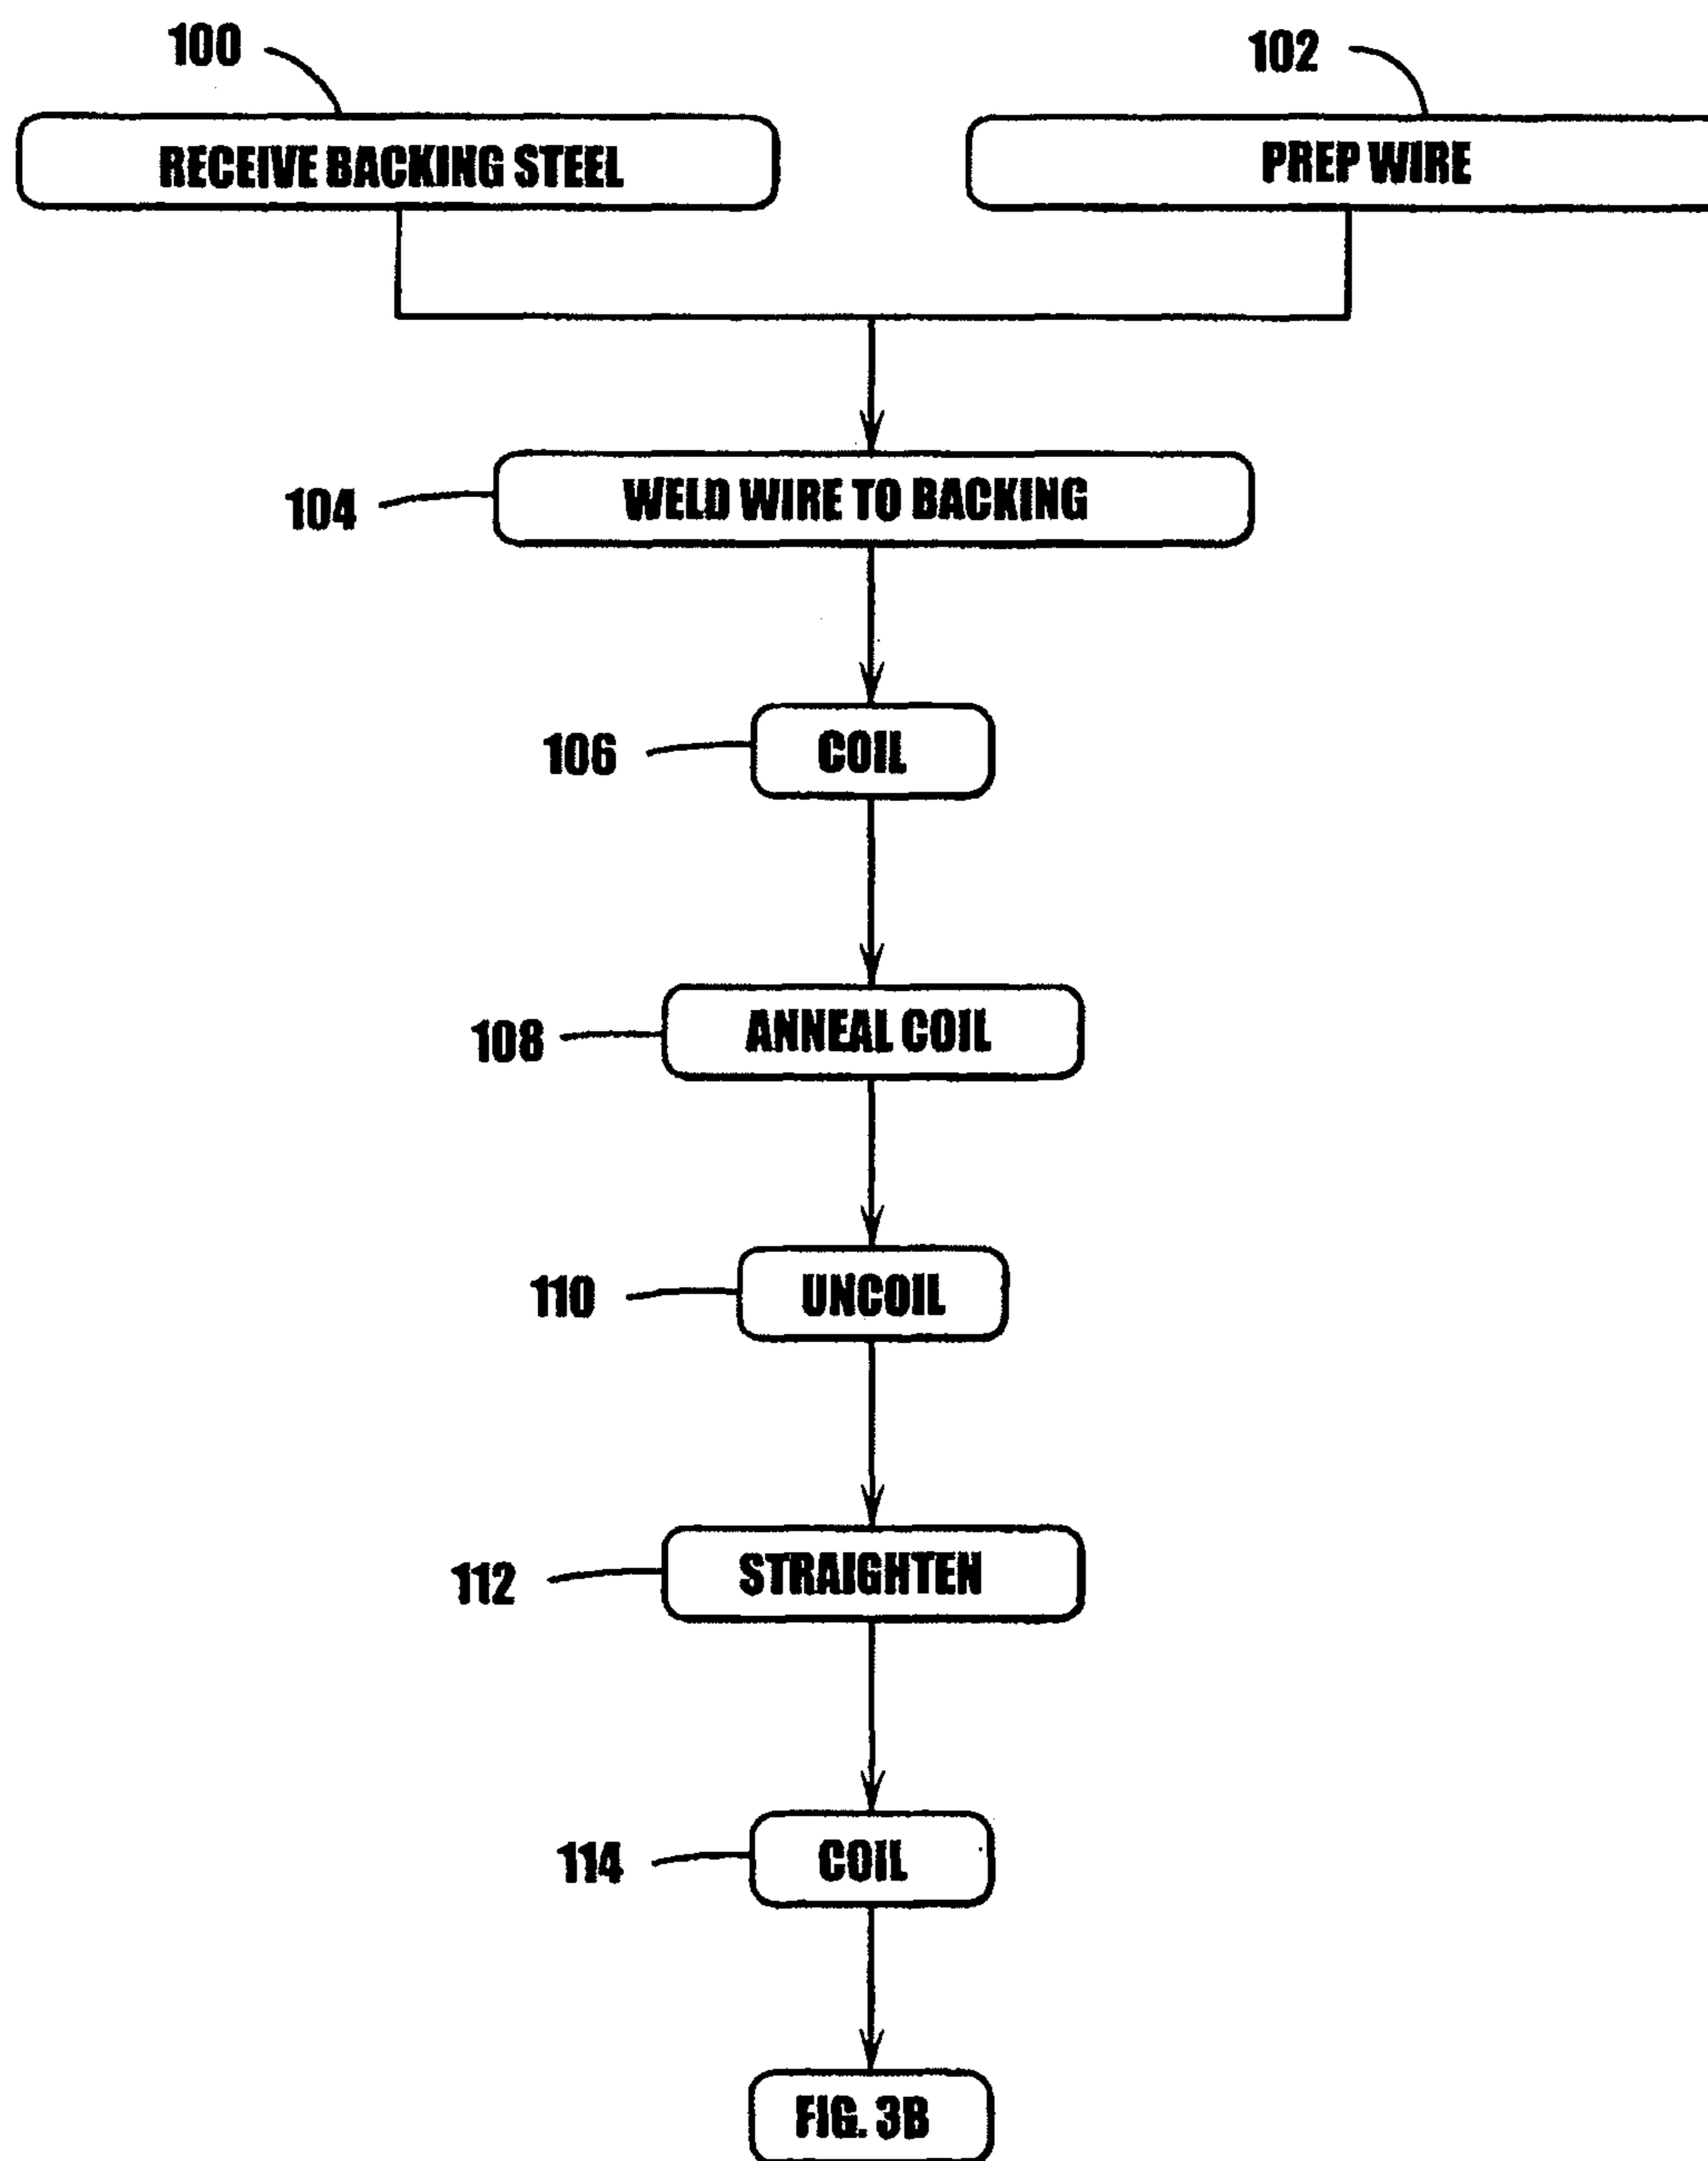 100
102
RECEIVE BACKING STEEL
PREP WIRE
104
WELD WIRE TO BACKING
106
COIL
108
ANNEAL COIL
110
UNCOIL
112
STRAIGHTEN
114
COIL
FIG. 3B